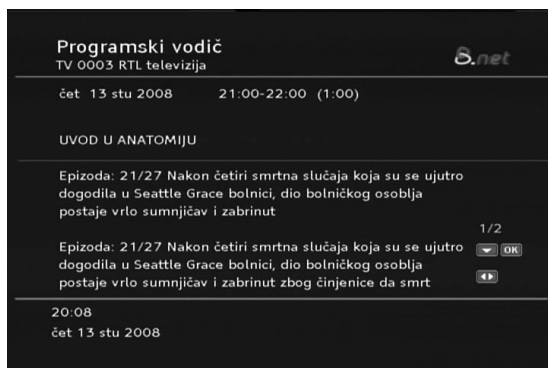 Programski vodič
TV 0003 RTL televizija
B.net
čet 13 stu 2008 21:00-22:00 (1:00)
UVOD U ANATOMIJU
Epizoda: 21/27 Nakon četiri smrtna slučaja koja su se ujutro
dogodila u Seattle Grace bolnici, dio bolničkog osoblja
postaje vrlo sumnjičav i zabrinut
1/2
Epizoda: 21/27 Nakon četiri smrtna slučaja koja su se ujutro
OK
dogodila u Seattle Grace bolnici, dio bolničkog osoblja
postaje vrlo sumnjičav i zabrinut zbog činjenice da smrt
20:08
čet 13 stu 2008